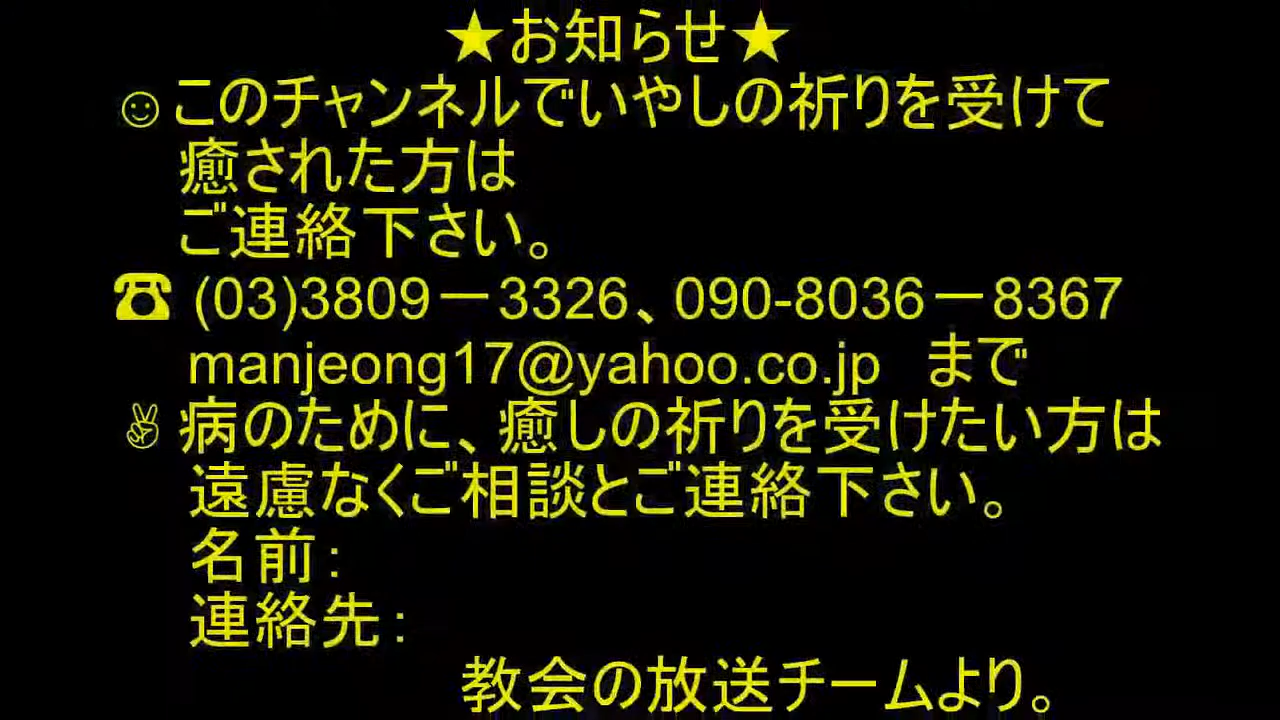 ★お知らせ★
☺このチャンネルでいやしの祈りを受けて
癒された方は
ご連絡下さい。
☎ (03)3809－3326、090-8036－8367
manjeong17@yahoo.co.jp まで
✌病のために、癒しの祈りを受けたい方は
遠慮なくご相談とご連絡下さい。
名前：
連絡先：
教会の放送チームより。